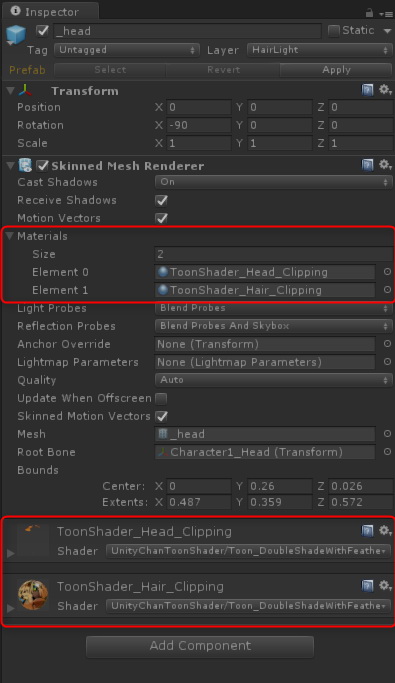 Inspector
_head Static
Tag Untagged Layer HairLight
Prefab Select Revert Apply
Transform
Position X 0 Y 0 Z 0
Rotation X -90 Y 0 Z 0
Scale X 1 Y 1 Z 1
Skinned Mesh Renderer
Cast Shadows On
Receive Shadows
Motion Vectors
Materials
Size 2
Element 0 ToonShader_Head_Clipping
Element 1 ToonShader_Hair_Clipping
Light Probes Blend Probes
Reflection Probes Blend Probes And Skybox
Anchor Override None (Transform)
Lightmap Parameters None (Lightmap Parameters)
Quality Auto
Update When Offscreen
Skinned Motion Vectors
Mesh _head
Root Bone Character1_Head (Transform)
Bounds
Center: X 0 Y 0.26 Z 0.026
Extents: X 0.487 Y 0.359 Z 0.572
ToonShader_Head_Clipping
Shader UnityChanToonShader/Toon_DoubleShadeWithFeathe
ToonShader_Hair_Clipping
Shader UnityChanToonShader/Toon_DoubleShadeWithFeathe
Add Component